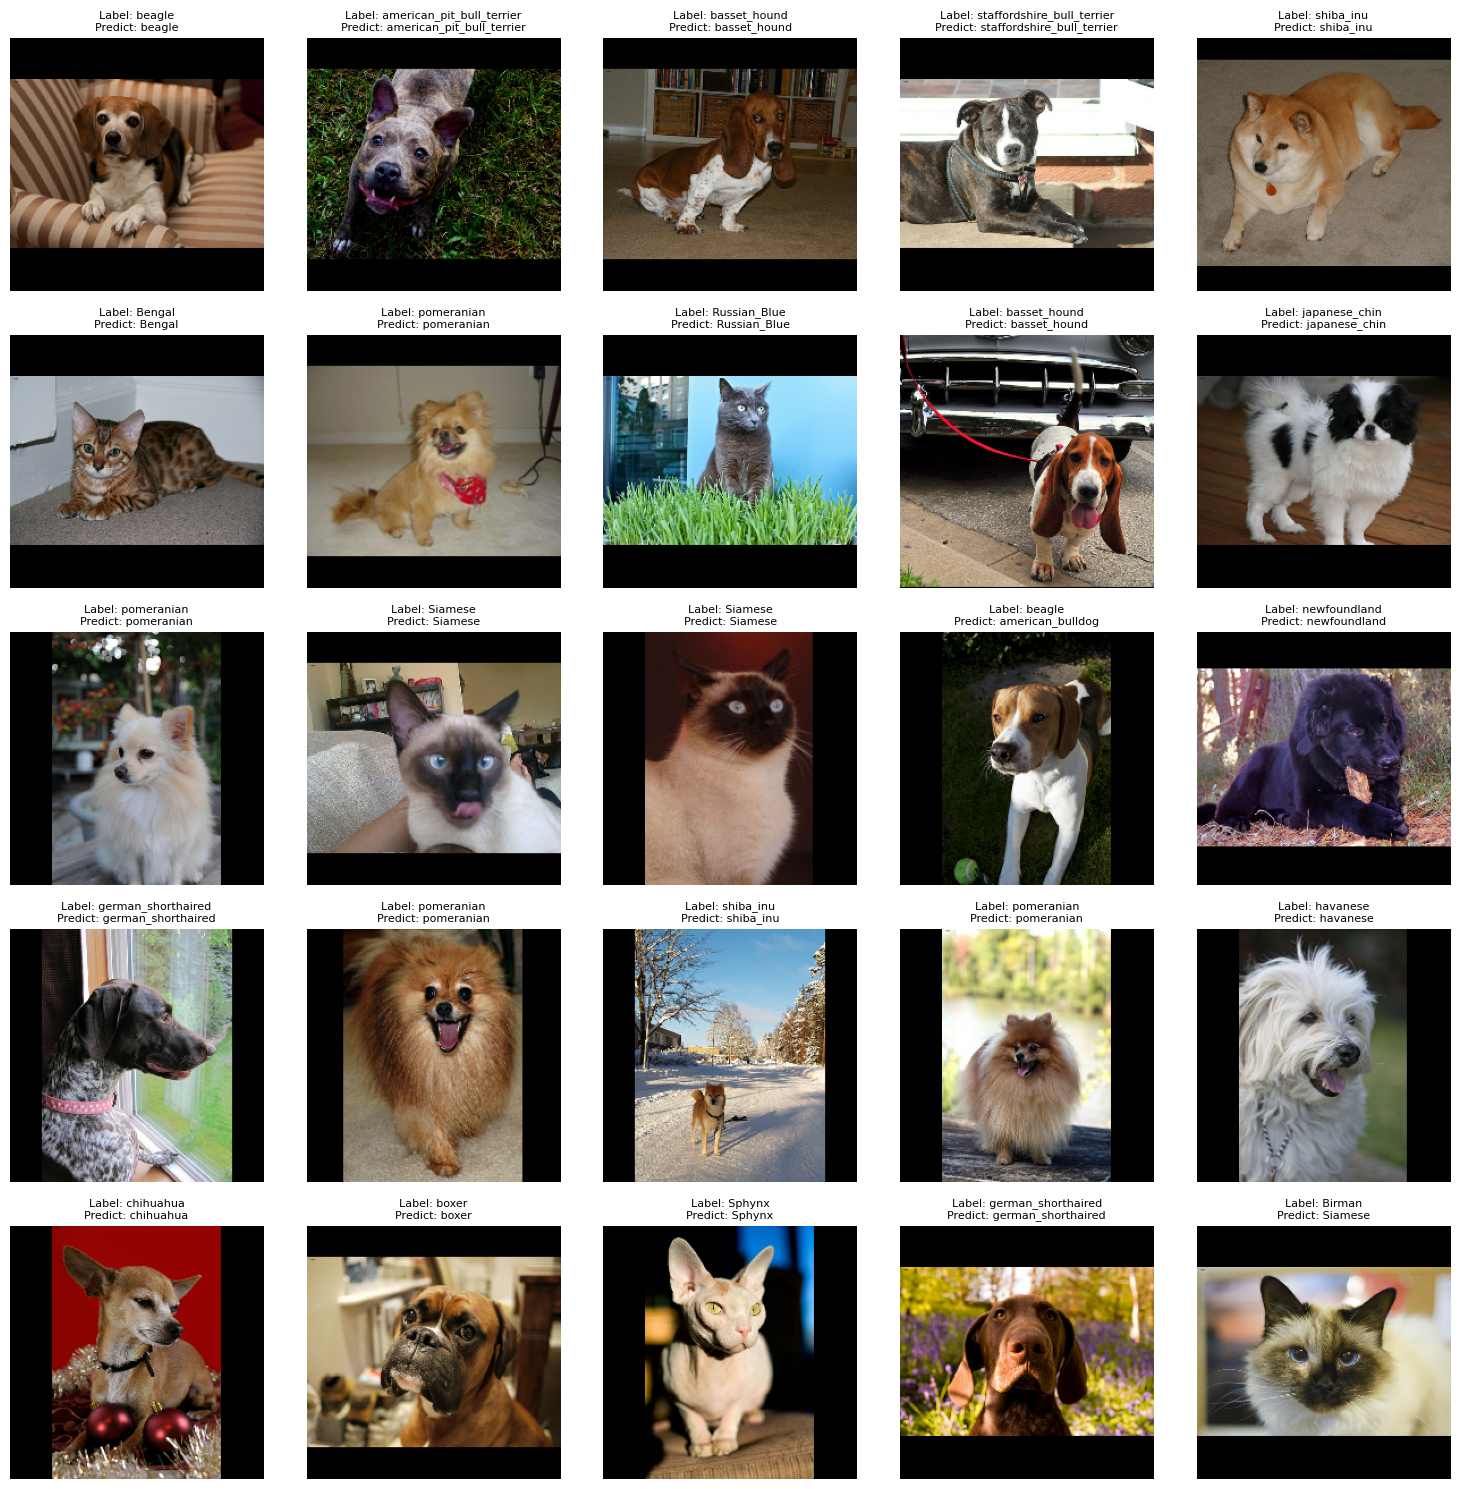 Label: beagle
Predict: beagle
Label: american_pit_bull_terrier
Predict: american_pit_bull_terrier
Label: basset_hound
Predict: basset_hound
Label: staffordshire_bull_terrier
Predict: staffordshire_bull_terrier
Label: shiba_inu
Predict: shiba_inu
Label: Bengal
Predict: Bengal
Label: pomeranian
Predict: pomeranian
Label: Russian_Blue
Predict: Russian_Blue
Label: basset_hound
Predict: basset_hound
Label: japanese_chin
Predict: japanese_chin
Label: pomeranian
Predict: pomeranian
Label: Siamese
Predict: Siamese
Label: Siamese
Predict: Siamese
Label: beagle
Predict: american_bulldog
Label: newfoundland
Predict: newfoundland
Label: german_shorthaired
Predict: german_shorthaired
Label: pomeranian
Predict: pomeranian
Label: shiba_inu
Predict: shiba_inu
Label: pomeranian
Predict: pomeranian
Label: havanese
Predict: havanese
Label: chihuahua
Predict: chihuahua
Label: boxer
Predict: boxer
Label: Sphynx
Predict: Sphynx
Label: german_shorthaired
Predict: german_shorthaired
Label: Birman
Predict: Siamese